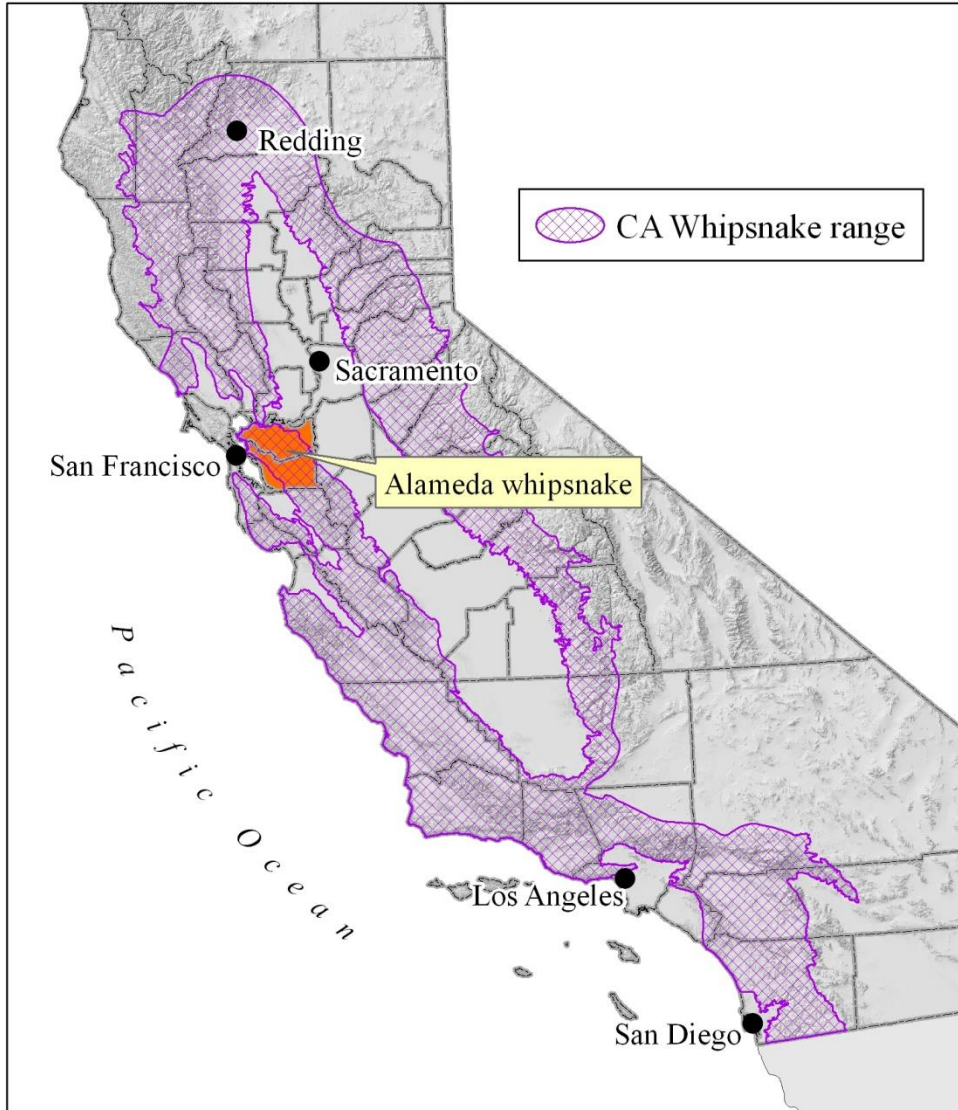 Redding
CA Whipsnake range
Sacramento
San Francisco
Alameda whipsnake
Pacific Ocean
Los Angeles
San Diego